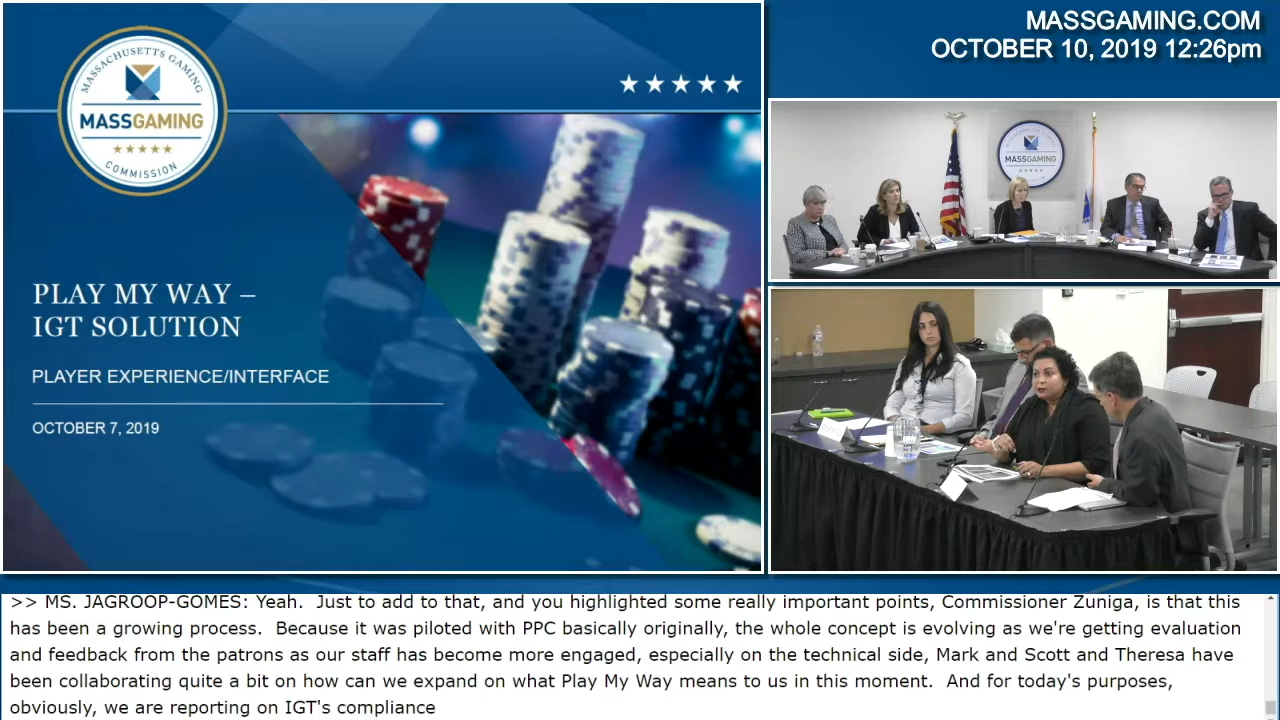 MASSACHUSETTS GAMING
MASSGAMING
COMMISSION
PLAY MY WAY –
IGT SOLUTION
PLAYER EXPERIENCE/INTERFACE
OCTOBER 7, 2019
MASSGAMING.COM
OCTOBER 10, 2019 12:26pm
MASSGAMING
>> MS. JAGROOP-GOMES: Yeah.  Just to add to that, and you highlighted some really important points, Commissioner Zuniga, is that this
has been a growing process.  Because it was piloted with PPC basically originally, the whole concept is evolving as we're getting evaluation
and feedback from the patrons as our staff has become more engaged, especially on the technical side, Mark and Scott and Theresa have
been collaborating quite a bit on how can we expand on what Play My Way means to us in this moment.  And for today's purposes,
obviously, we are reporting on IGT's compliance